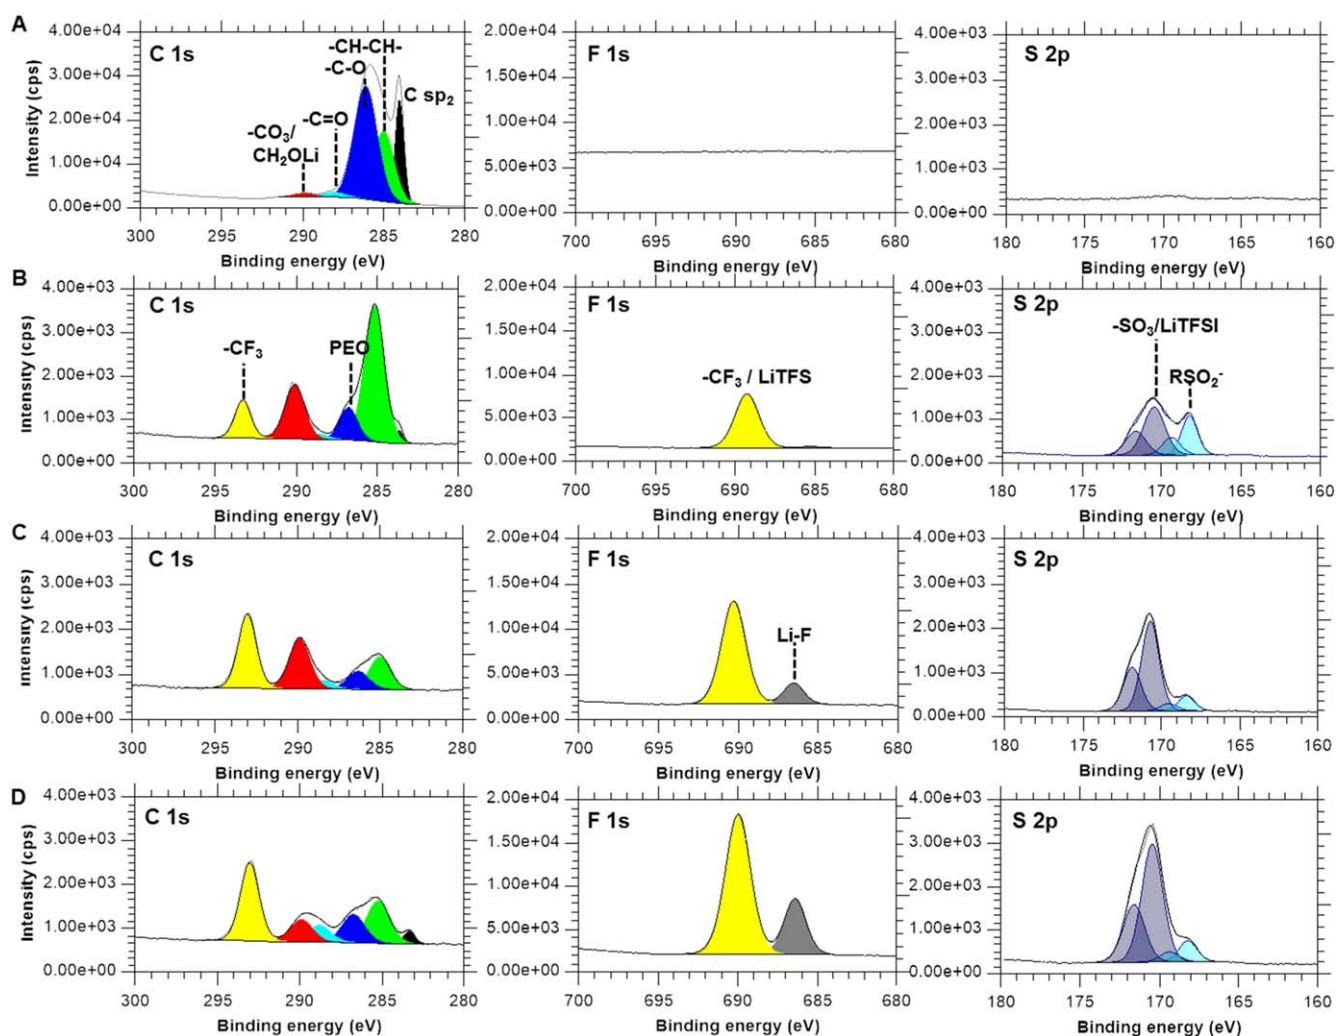 A
C 1s
-CH-CH-
-C-O
C sp2
-C=O
-CO3/
CH2OLi
Intensity (cps)
4.00e+04
3.00e+04
2.00e+04
1.00e+04
0.00e+00
300 295 290 285 280
Binding energy (eV)
F 1s
2.00e+04
1.50e+04
1.00e+04
5.00e+03
0.00e+00
700 695 690 685 680
Binding energy (eV)
S 2p
4.00e+03
3.00e+03
2.00e+03
1.00e+03
0.00e+00
180 175 170 165 160
Binding energy (eV)
B
C 1s
-CF3
PEO
Intensity (cps)
4.00e+03
3.00e+03
2.00e+03
1.00e+03
0.00e+00
300 295 290 285 280
Binding energy (eV)
F 1s
-CF3 / LiTFS
2.00e+04
1.50e+04
1.00e+04
5.00e+03
0.00e+00
700 695 690 685 680
Binding energy (eV)
S 2p
-SO3/LiTFSI
RSO2-
4.00e+03
3.00e+03
2.00e+03
1.00e+03
0.00e+00
180 175 170 165 160
Binding energy (eV)
C
C 1s
Intensity (cps)
4.00e+03
3.00e+03
2.00e+03
1.00e+03
0.00e+00
300 295 290 285 280
Binding energy (eV)
F 1s
Li-F
2.00e+04
1.50e+04
1.00e+04
5.00e+03
0.00e+00
700 695 690 685 680
Binding energy (eV)
S 2p
4.00e+03
3.00e+03
2.00e+03
1.00e+03
0.00e+00
180 175 170 165 160
Binding energy (eV)
D
C 1s
Intensity (cps)
4.00e+03
3.00e+03
2.00e+03
1.00e+03
0.00e+00
300 295 290 285 280
Binding energy (eV)
F 1s
2.00e+04
1.50e+04
1.00e+04
5.00e+03
0.00e+00
700 695 690 685 680
Binding energy (eV)
S 2p
4.00e+03
3.00e+03
2.00e+03
1.00e+03
0.00e+00
180 175 170 165 160
Binding energy (eV)